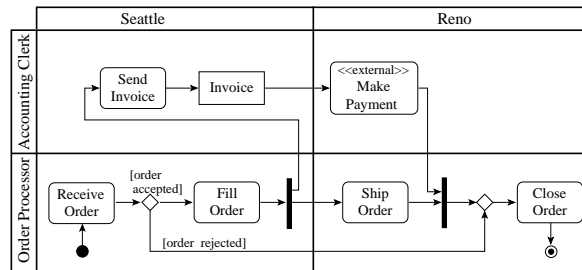 Seattle
Reno
Accounting Clerk
Send
Invoice
Invoice
<<external>>
Make
Payment
Order Processor
Receive
Order
[order
accepted]
Fill
Order
Ship
Order
Close
Order
[order rejected]